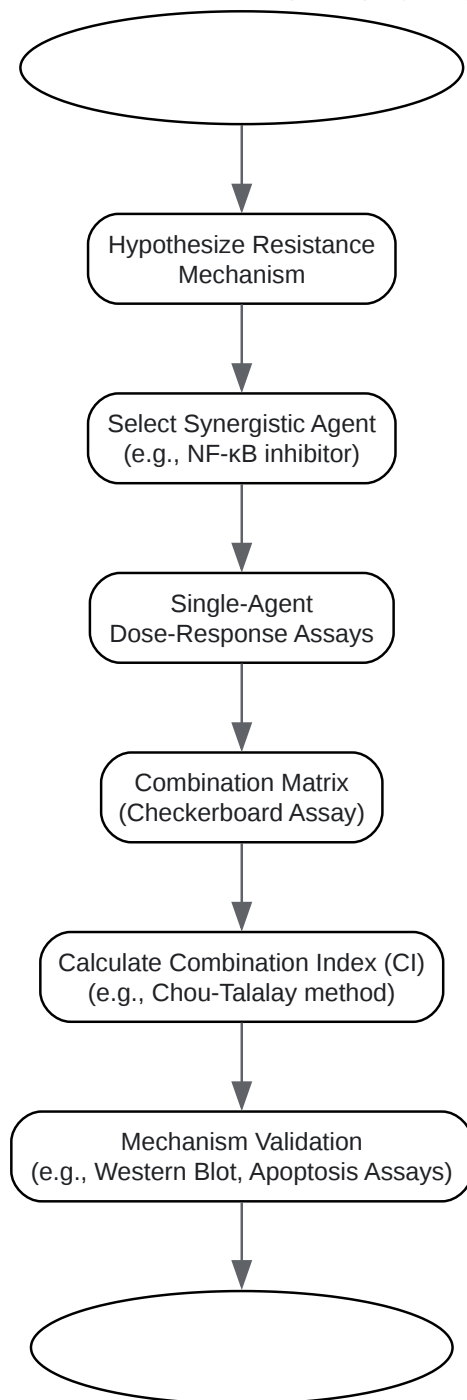 Hypothesize Resistance
Mechanism
Select Synergistic Agent
(e.g., NF-κB inhibitor)
Single-Agent
Dose-Response Assays
Combination Matrix
(Checkerboard Assay)
Calculate Combination Index (CI)
(e.g., Chou-Talalay method)
Mechanism Validation
(e.g., Western Blot, Apoptosis Assays)